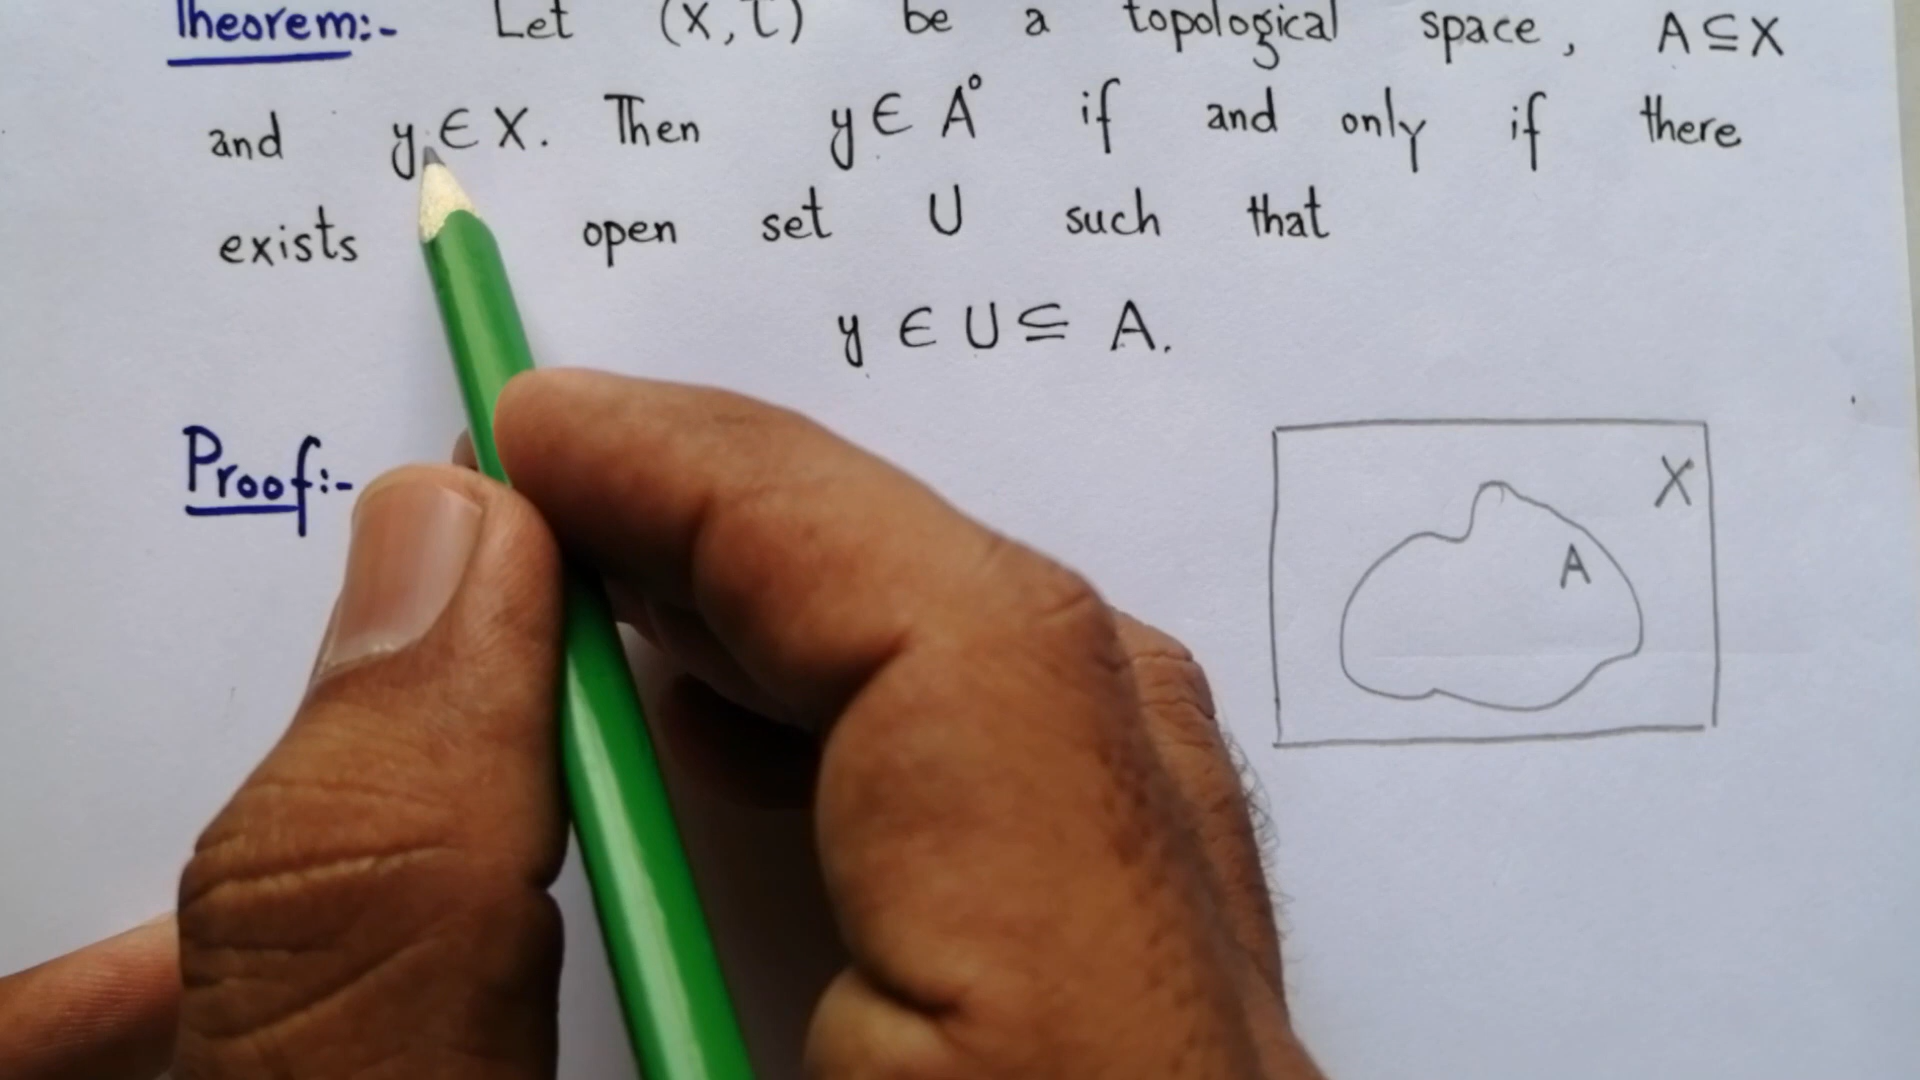 Theorem:- Let (X, τ) be a topological space, A ⊆ X
and y ∈ X. Then y ∈ A° if and only if there
exists open set U such that
y ∈ U ⊆ A.
Proof:-
X
A